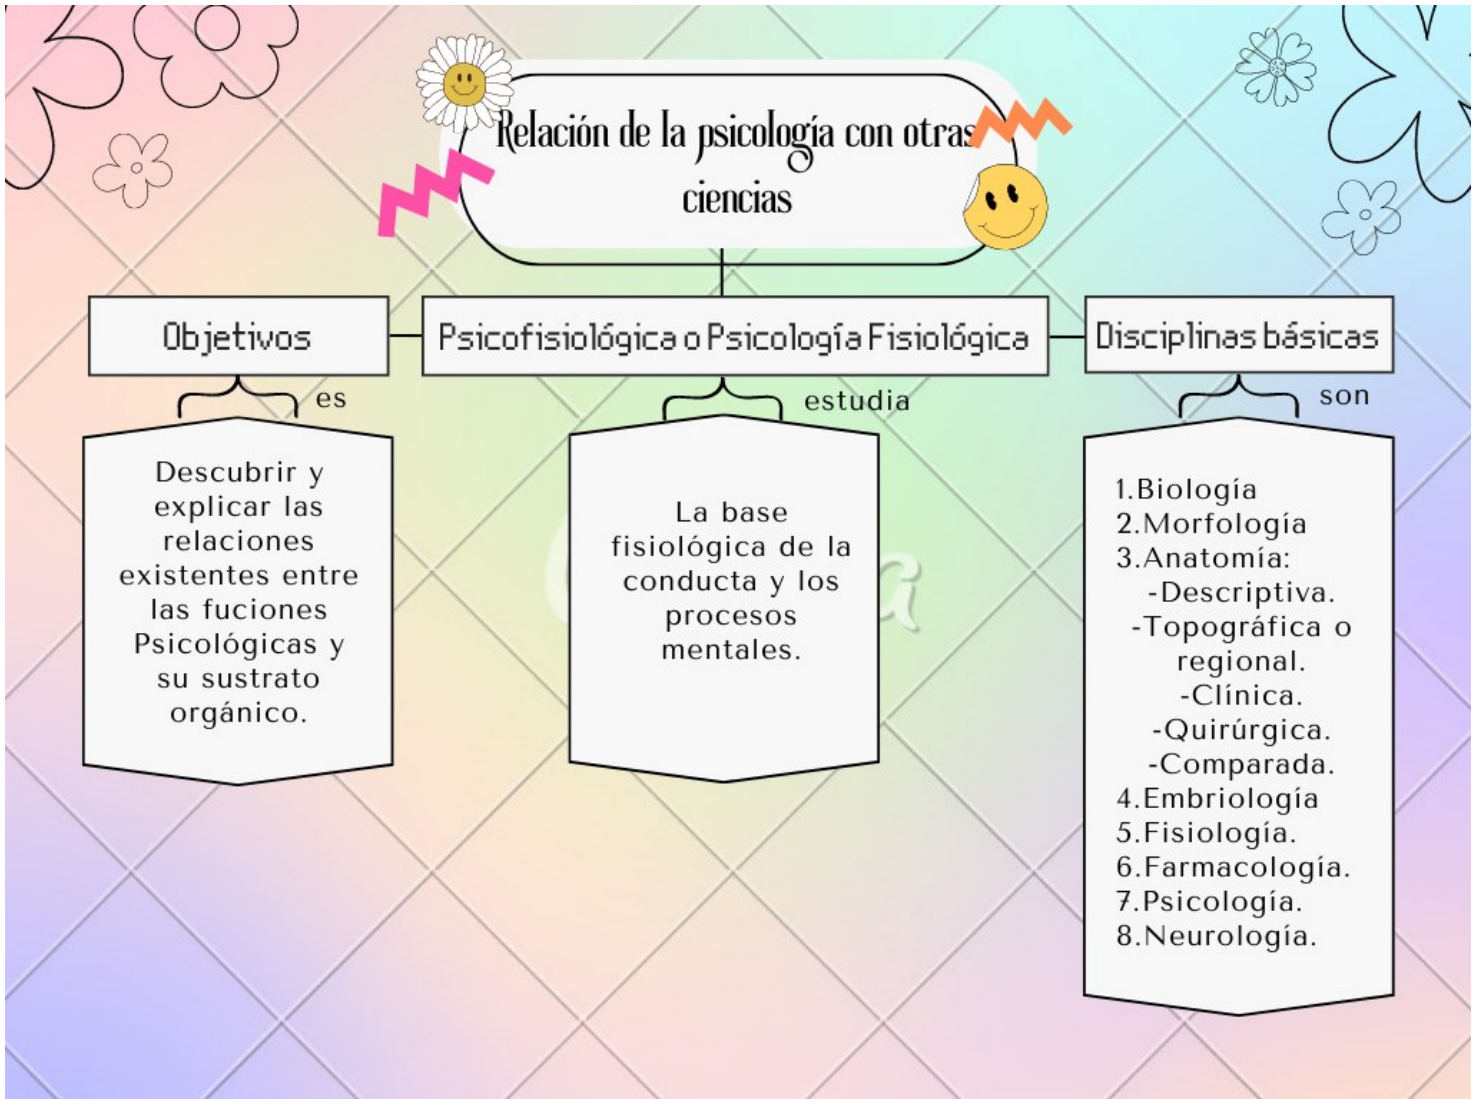 Relación de la psicología con otras
ciencias
Objetivos
Psicofisiológica o Psicología Fisiológica
Disciplinas básicas
es
estudia
son
Descubrir y
explicar las
relaciones
existentes entre
las fuciones
Psicológicas y
su sustrato
orgánico.
La base
fisiológica de la
conducta y los
procesos
mentales.
1.Biología
2.Morfología
3.Anatomía:
-Descriptiva.
-Topográfica o
regional.
-Clínica.
-Quirúrgica.
-Comparada.
4.Embriología
5.Fisiología.
6.Farmacología.
7.Psicología.
8.Neurología.